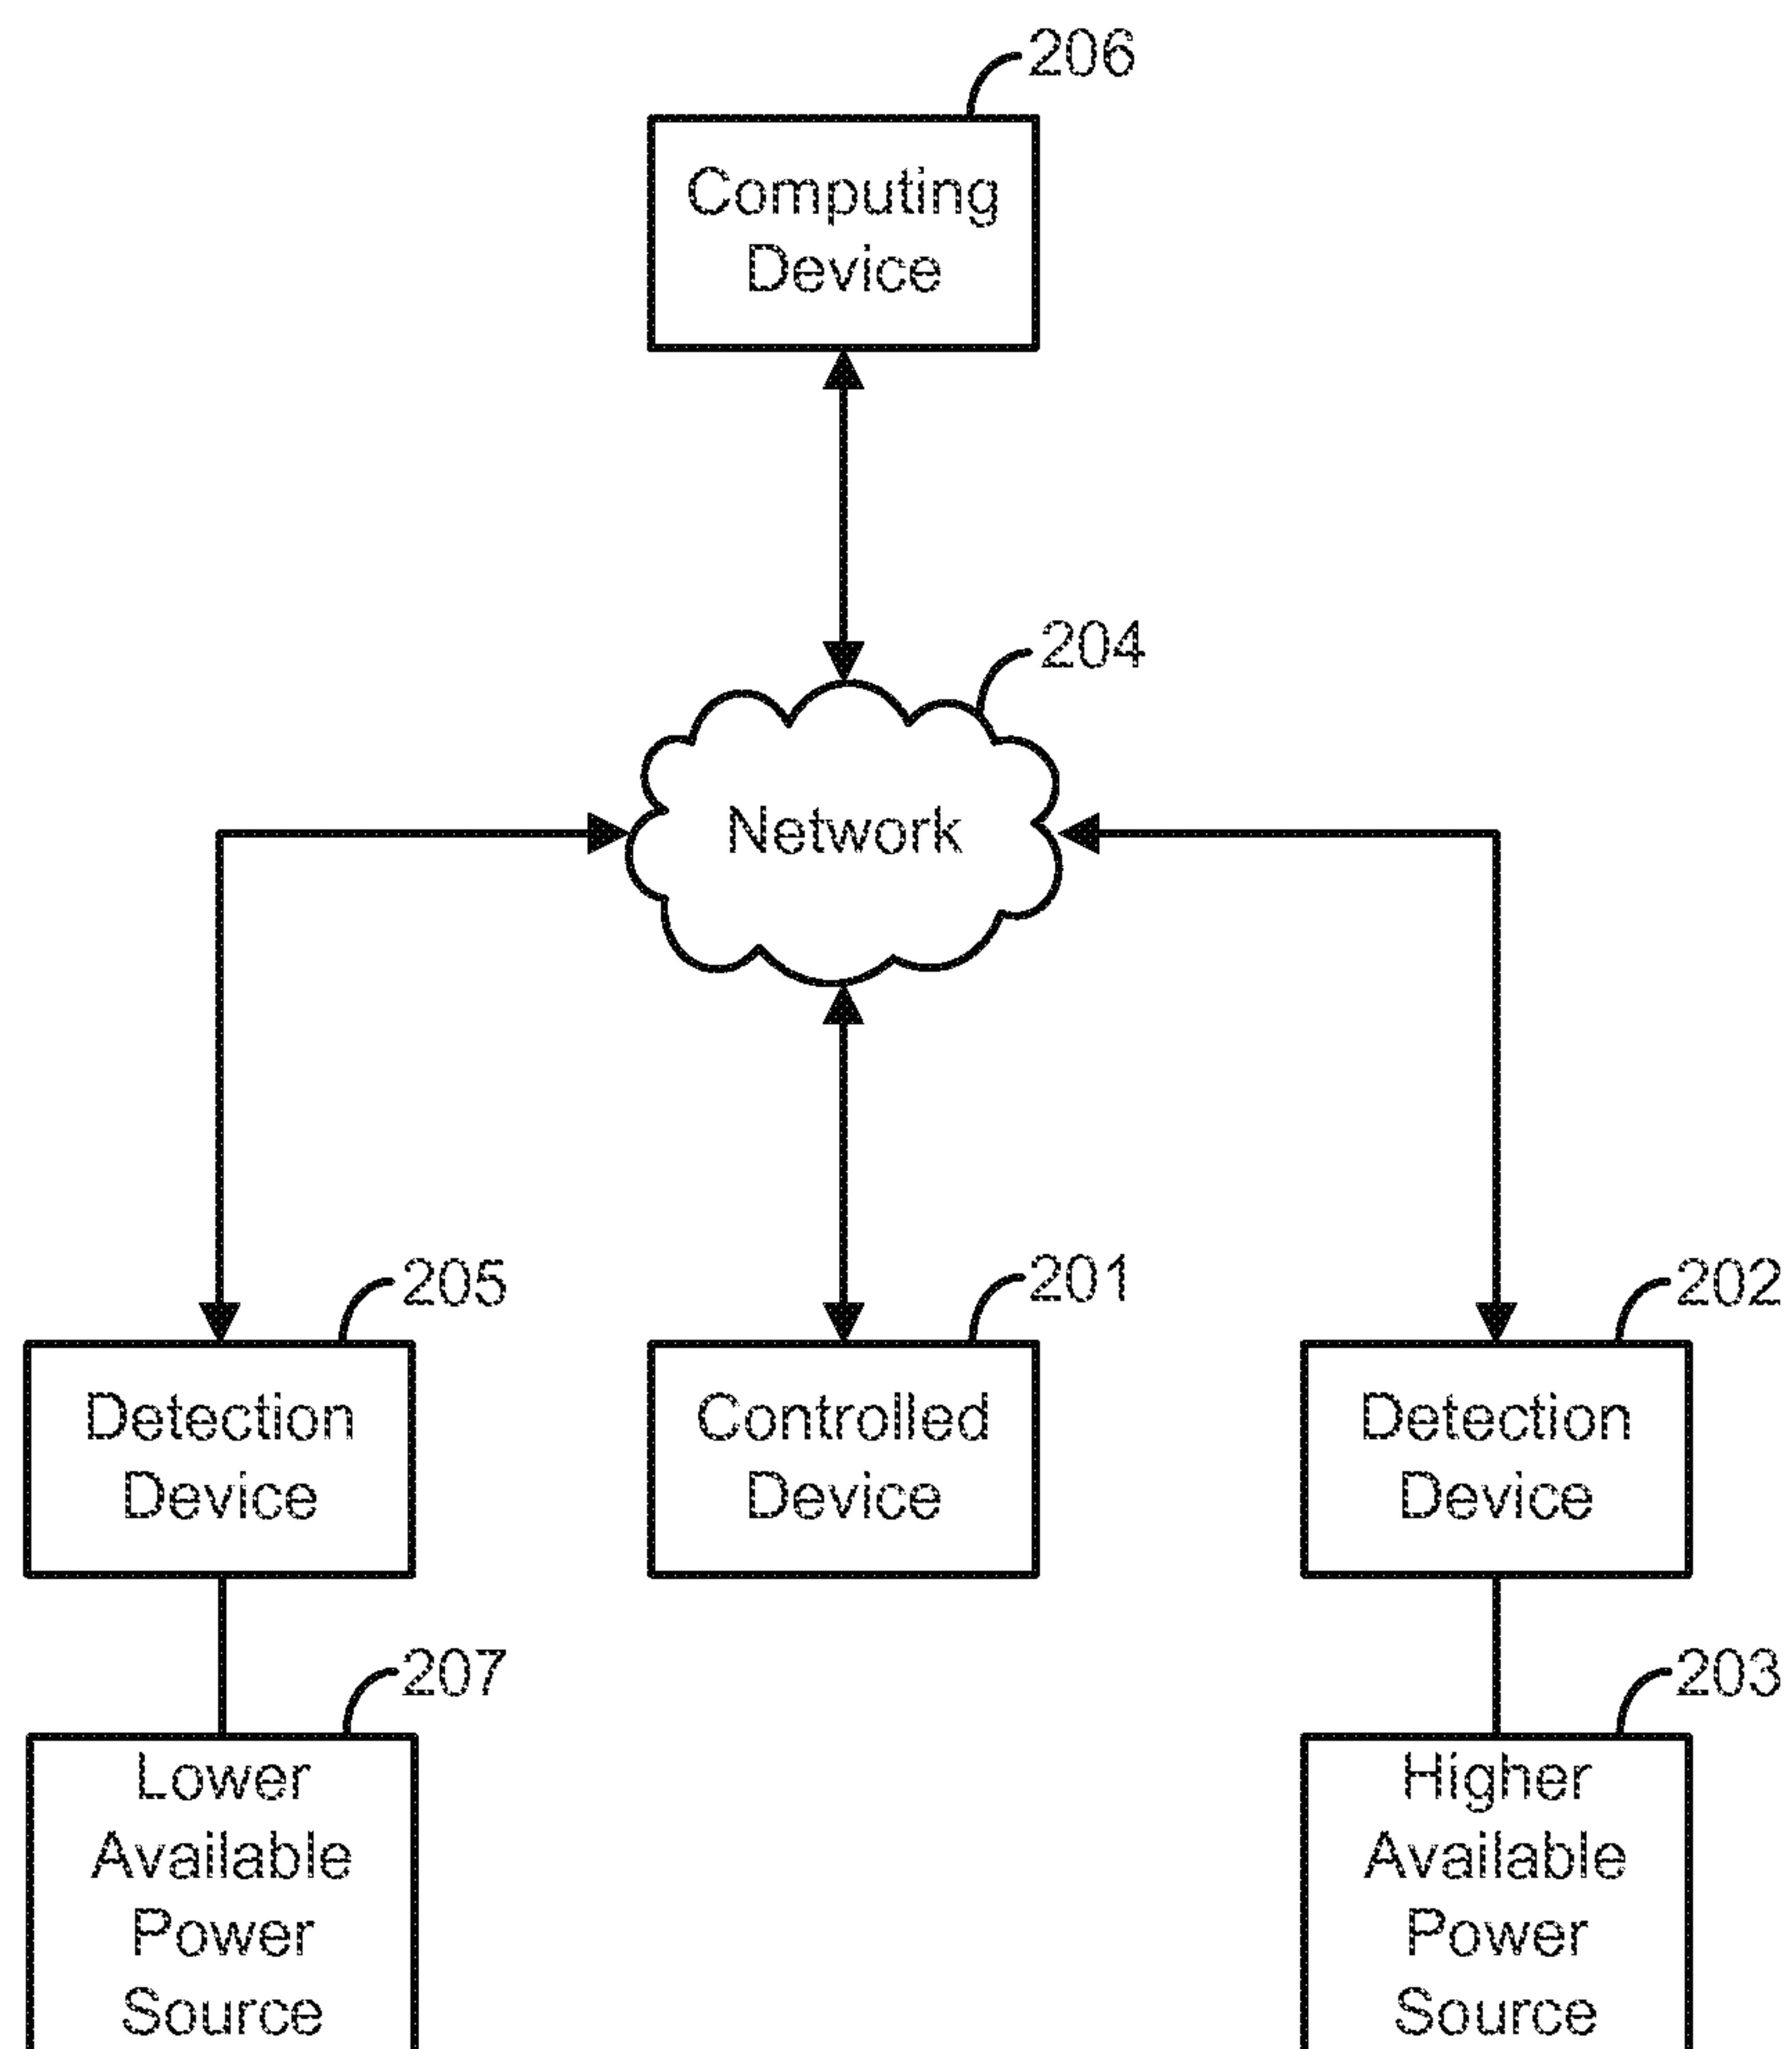 206
Computing
Device
204
Network
205
201
202
Detection
Device
Controlled
Device
Detection
Device
207
203
Lower
Available
Power
Source
Higher
Available
Power
Source